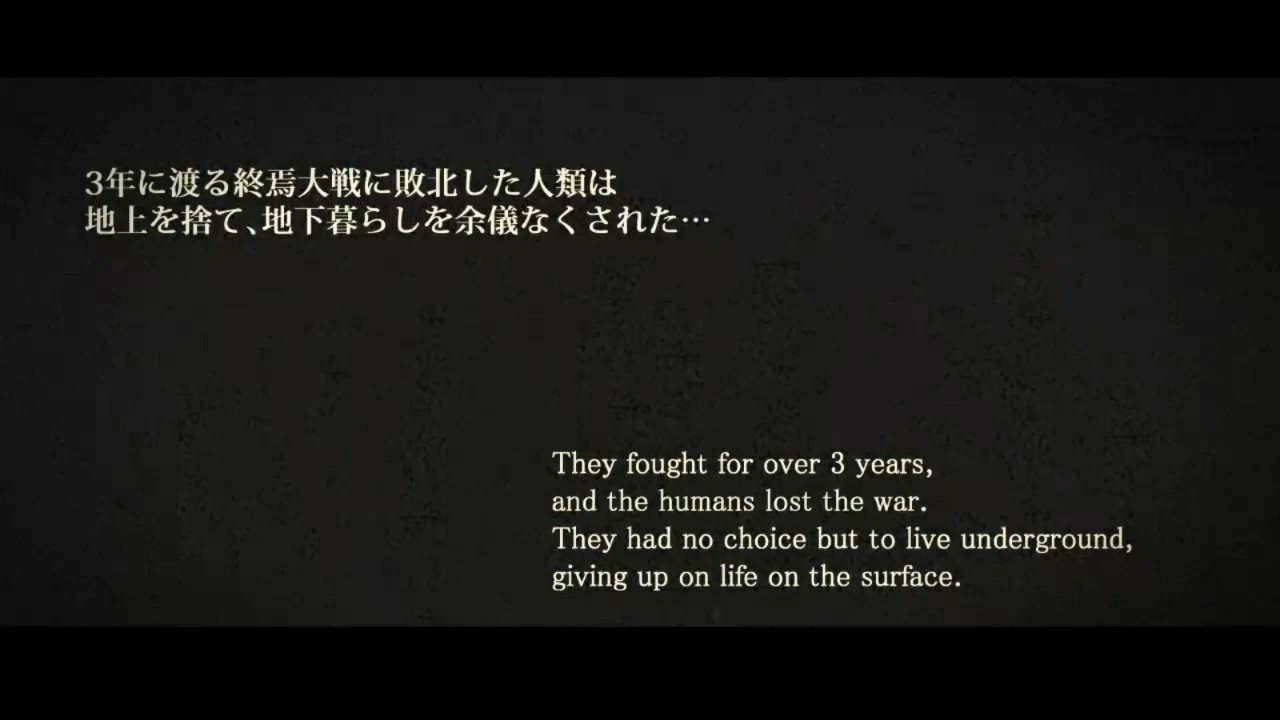 3年に渡る終焉大戦に敗北した人類は
地上を捨て、地下暮らしを余儀なくされた…
They fought for over 3 years,
and the humans lost the war.
They had no choice but to live underground,
giving up on life on the surface.